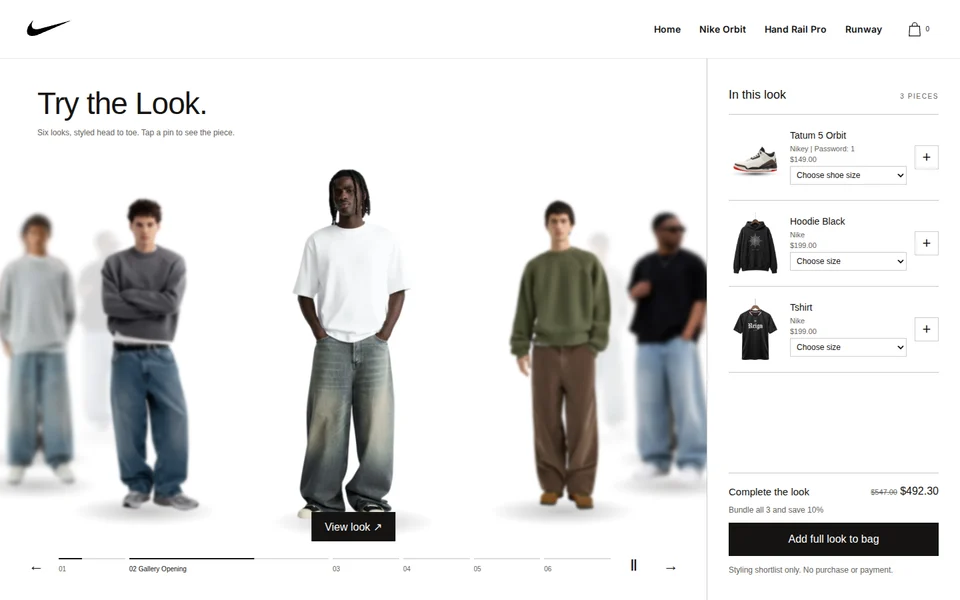 Home Nike Orbit Hand Rail Pro Runway 0
Try the Look.
Six looks, styled head to toe. Tap a pin to see the piece.
View look ↗
← 01 02 Gallery Opening 03 04 05 06 →
In this look 3 PIECES
Tatum 5 Orbit
Nikey | Password: 1
$149.00
Choose shoe size
+
Hoodie Black
Nike
$199.00
Choose size
+
Reign
Tshirt
Nike
$199.00
Choose size
+
Complete the look $547.00 $492.30
Bundle all 3 and save 10%
Add full look to bag
Styling shortlist only. No purchase or payment.